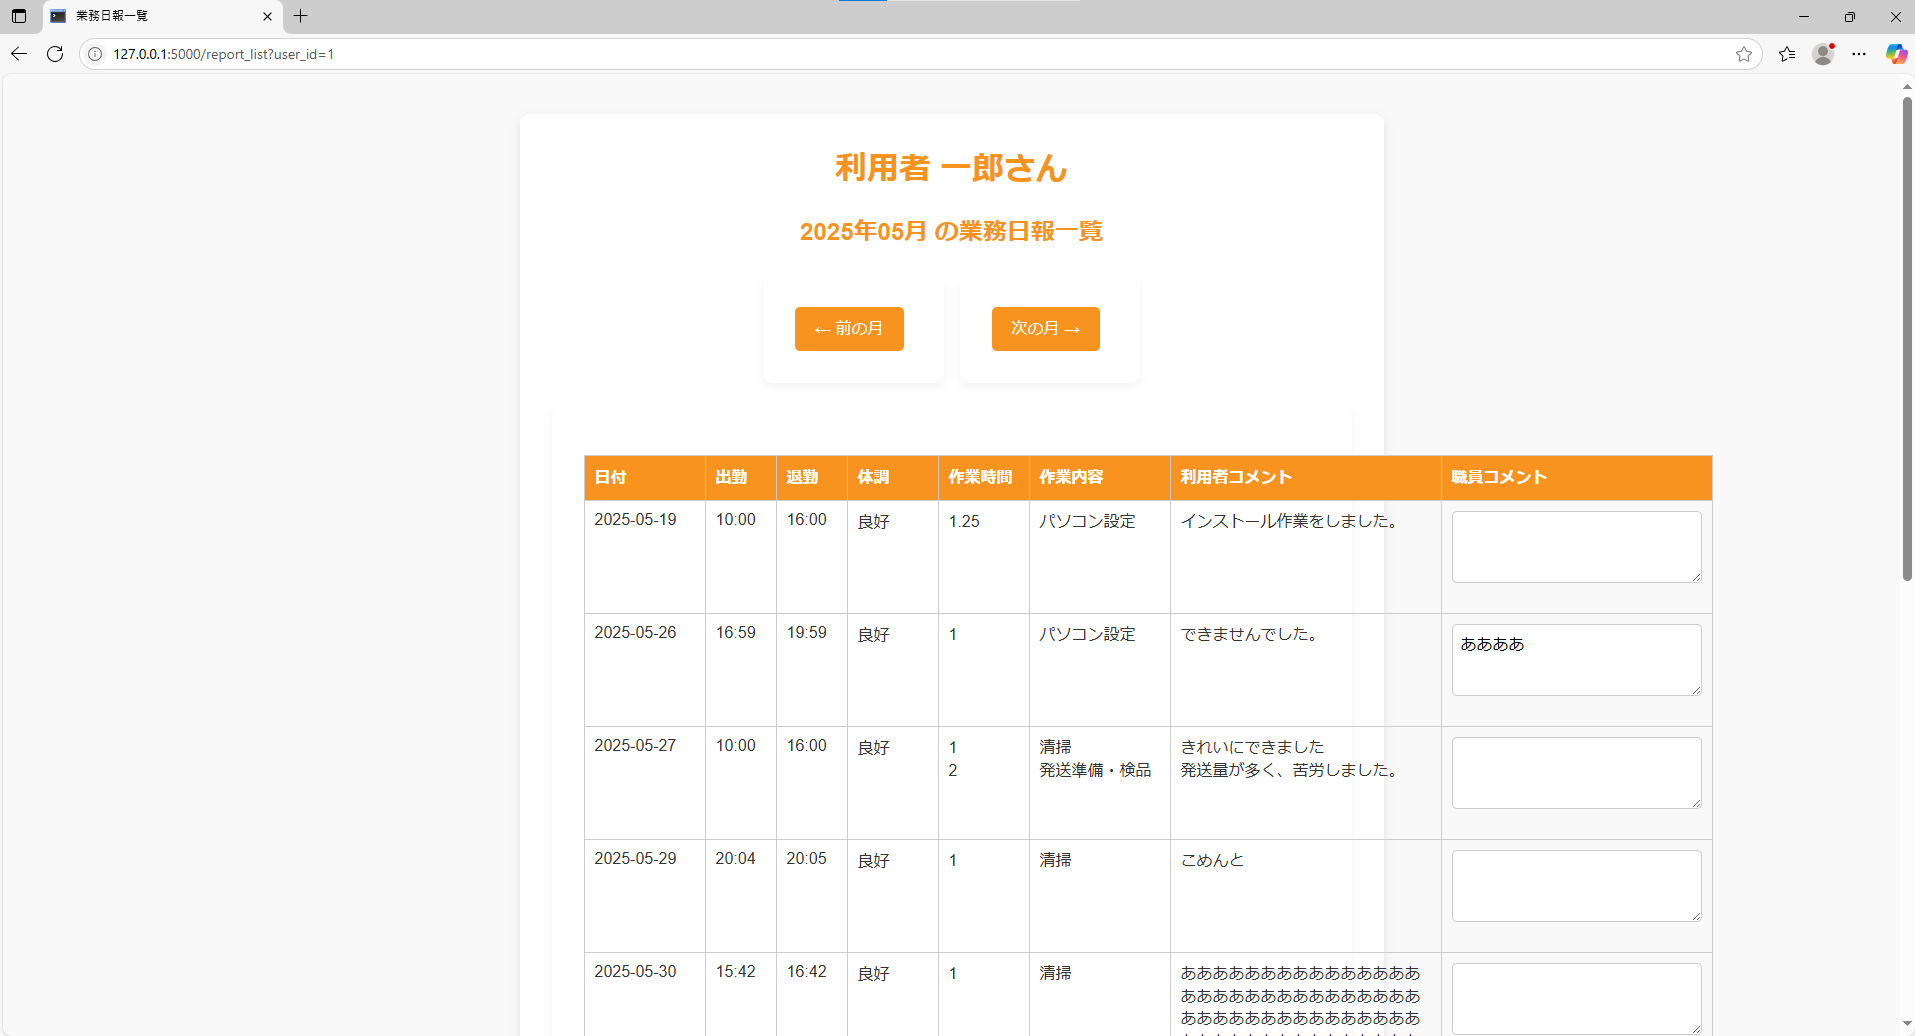 業務日報一覧
127.0.0.1:5000/report_list?user_id=1
利用者 一郎さん
2025年05月 の業務日報一覧
← 前の月
次の月 →
日付 出勤 退勤 体調 作業時間 作業内容 利用者コメント 職員コメント
2025-05-19 10:00 16:00 良好 1.25 パソコン設定 インストール作業をしました。
2025-05-26 16:59 19:59 良好 1 パソコン設定 できませんでした。 ああああ
2025-05-27 10:00 16:00 良好 1 清掃 きれいにできました
2 発送準備・検品 発送量が多く、苦労しました。
2025-05-29 20:04 20:05 良好 1 清掃 こめんと
2025-05-30 15:42 16:42 良好 1 清掃 あああああああああああああああ
あああああああああああああああ
あああああああああああああああ